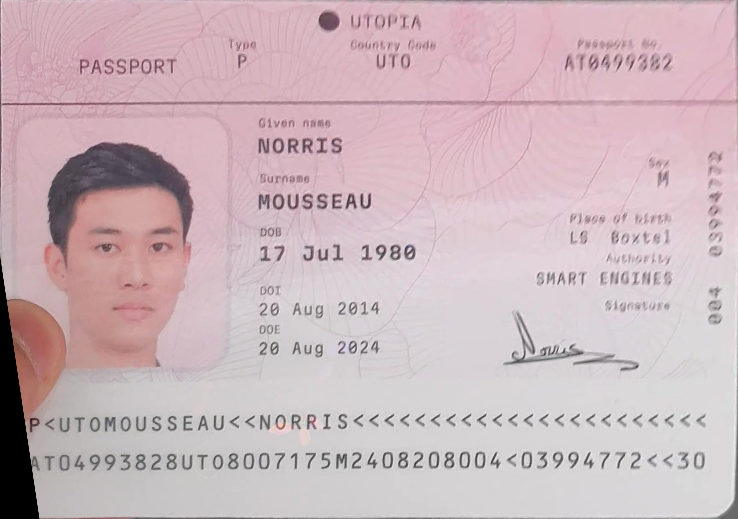 UTOPIA
PASSPORT
Type
P
Country Code
UTO
Passport No.
AT0499382
Given name
NORRIS
Surname
MOUSSEAU
DOB
17 Jul 1980
DOI
20 Aug 2014
DOE
20 Aug 2024
Sex
M
Place of birth
LS Boxtel
Authority
SMART ENGINES
Signature
Norris
004 03994772
P<UTOMOUSSEAU<<NORRIS<<<<<<<<<<<<<<<<<<<<<<<
AT04993828UTO8007175M2408208004<03994772<<30